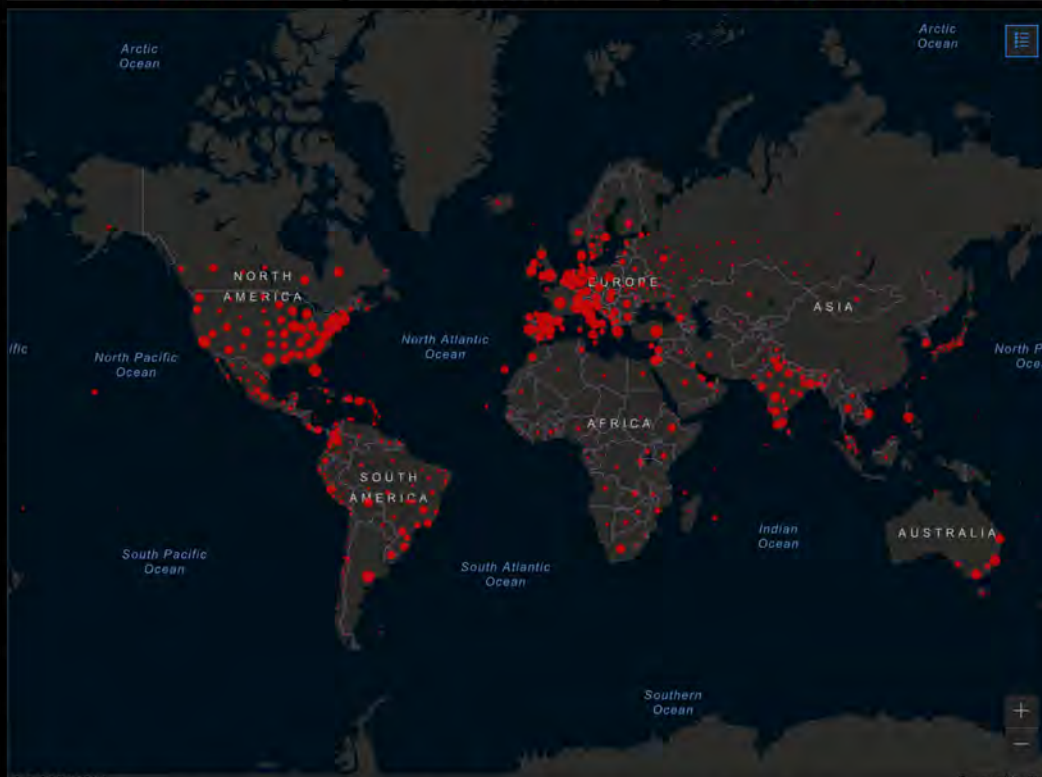 Arctic
Ocean
Arctic
Ocean
NORTH
AMERICA
EUROPE
ASIA
ific
North Pacific
Ocean
North Atlantic
Ocean
North P
Oce
AFRICA
SOUTH
AMERICA
Indian
Ocean
AUSTRALIA
South Pacific
Ocean
South Atlantic
Ocean
Southern
Ocean
+
−